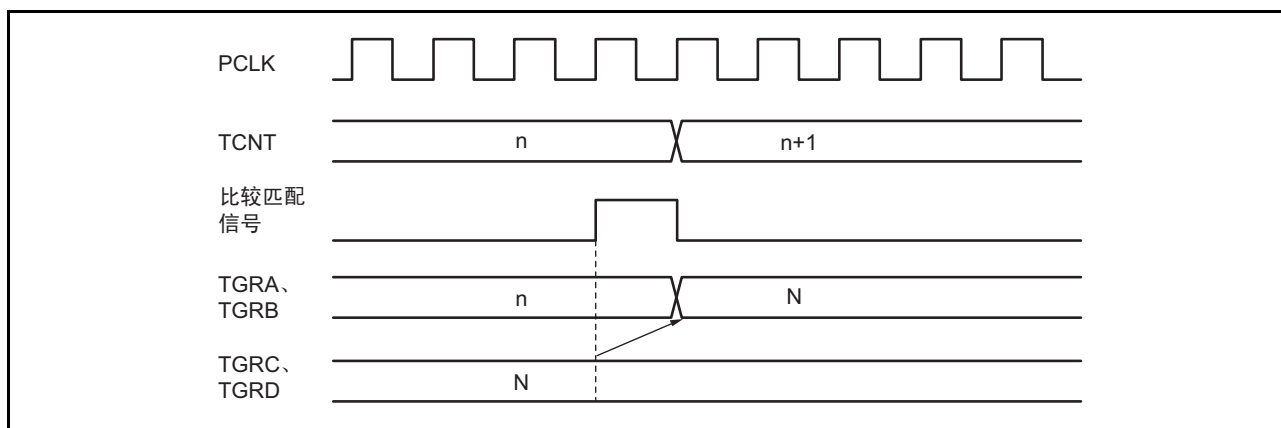 PCLK
TCNT
n
n+1
比较匹配
信号
TGRA、
TGRB
n
N
TGRC、
TGRD
N